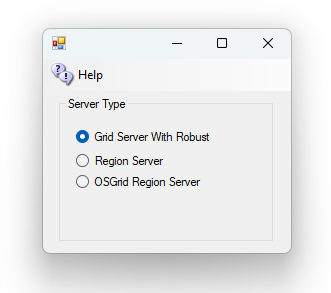 Help
Server Type
Grid Server With Robust
Region Server
OSGrid Region Server